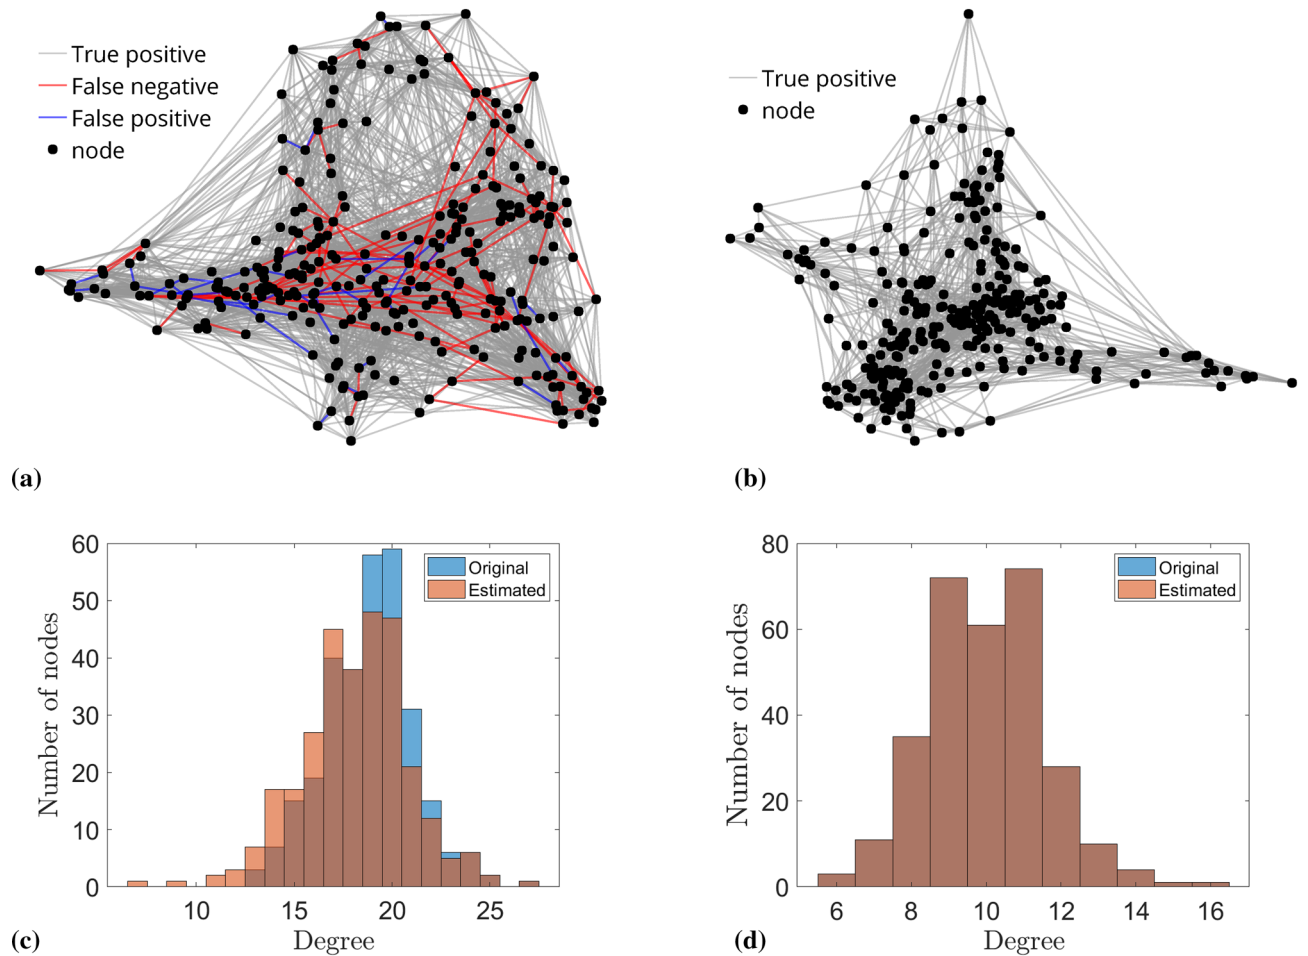 True positive
False negative
False positive
node
(a)
True positive
node
(b)
60
50
40
30
20
10
0
10 15 20 25
Number of nodes
Degree
Original
Estimated
(c)
80
60
40
20
0
6 8 10 12 14 16
Number of nodes
Degree
Original
Estimated
(d)